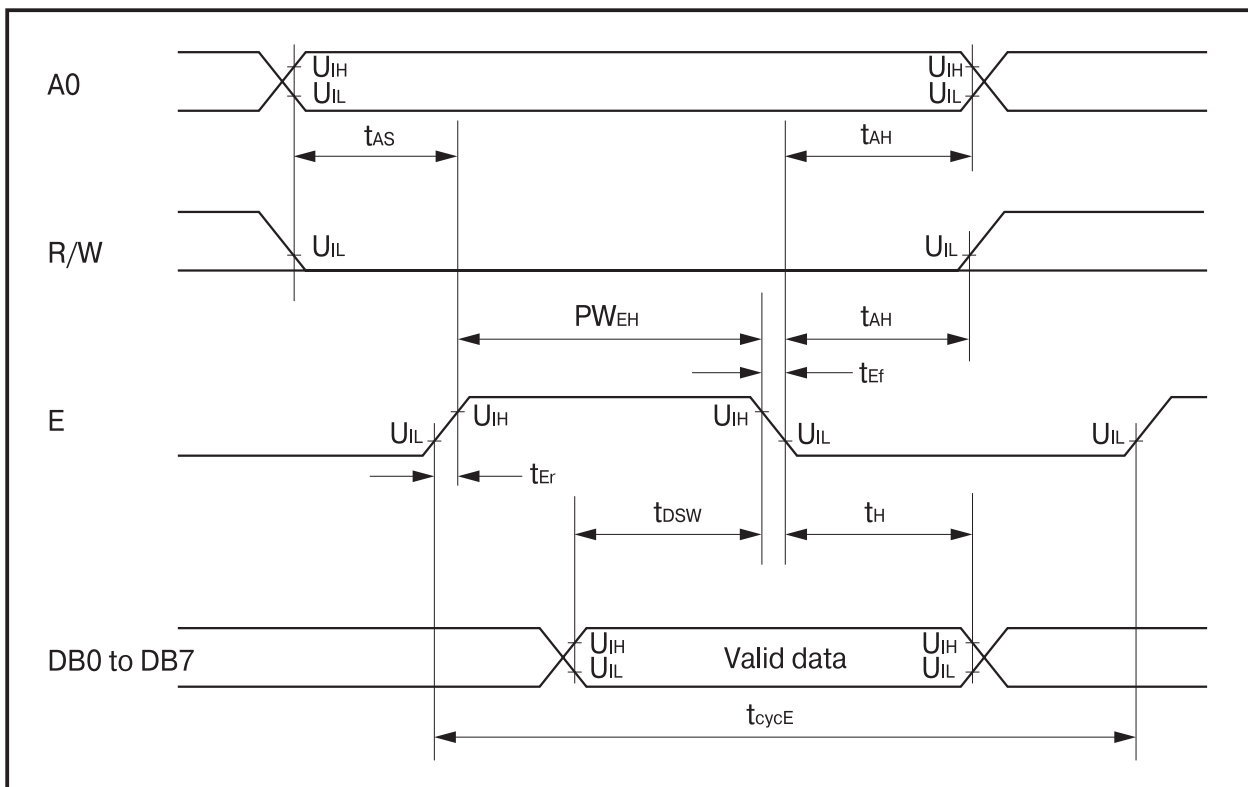 A0
UIH
UIL
UIH
UIL
tAS
tAH
R/W
UIL
UIL
PWEH
tAH
tEf
E
UIL
UIH
UIH
UIL
UIL
tEr
tDSW
tH
DB0 to DB7
UIH
UIL
Valid data
UIH
UIL
tcycE